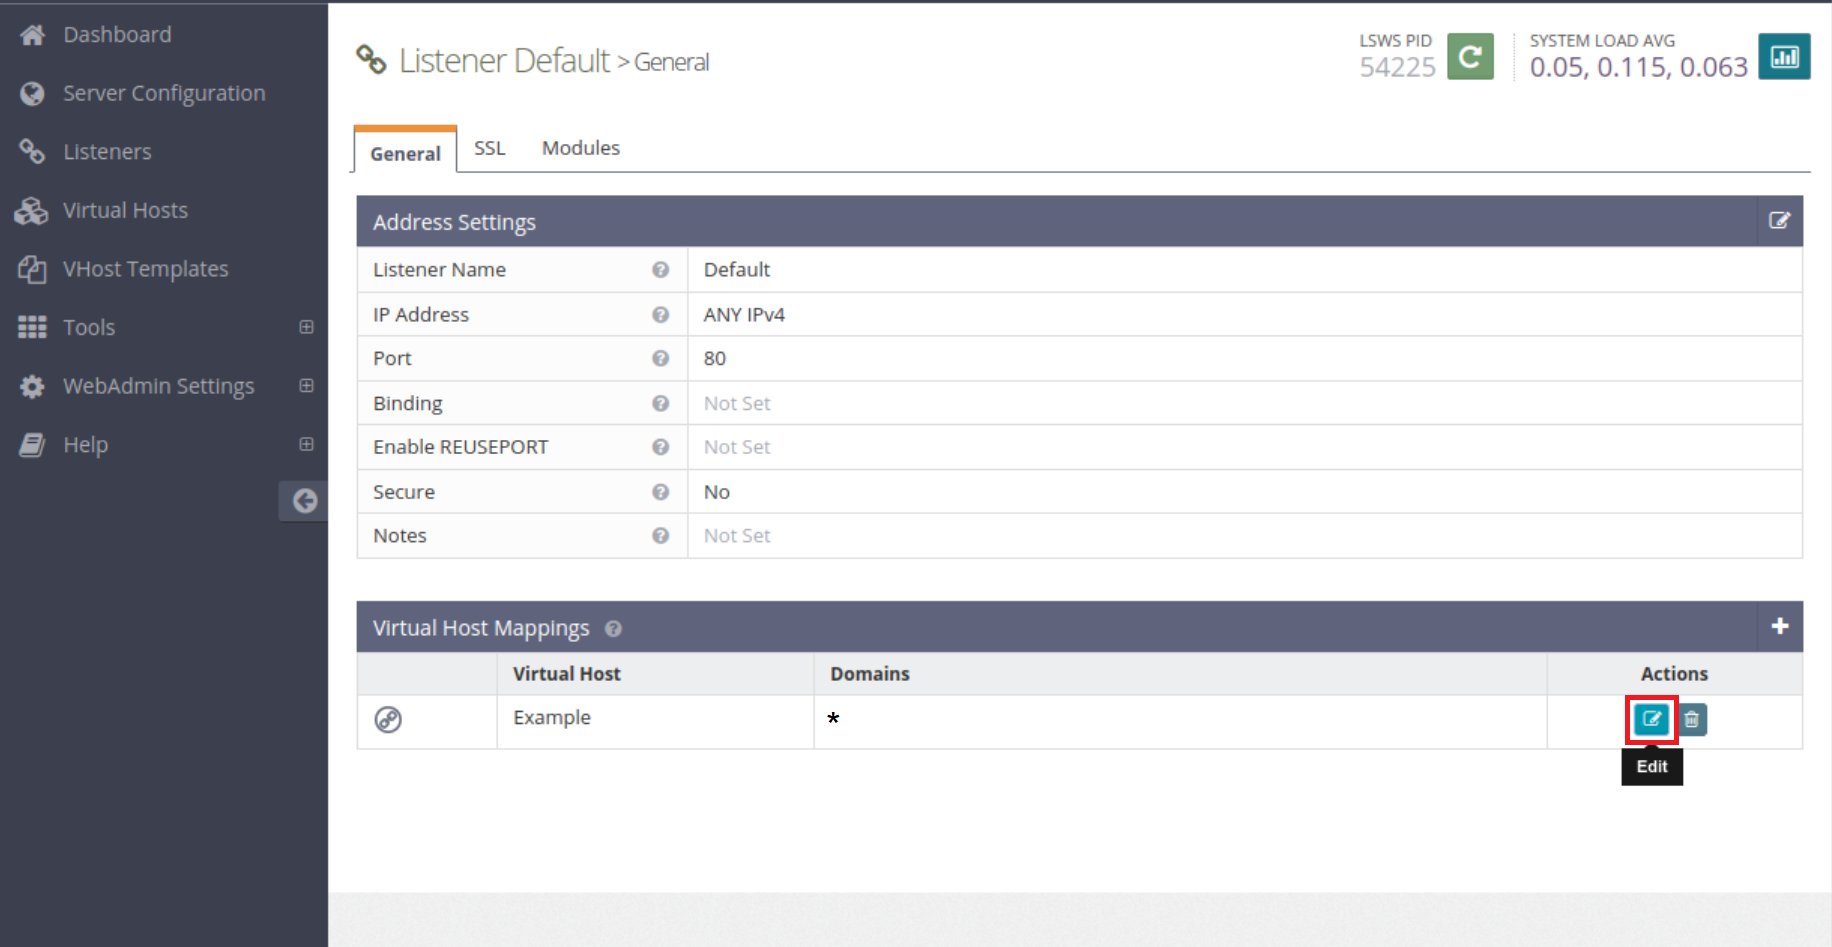 Dashboard
Server Configuration
Listeners
Virtual Hosts
VHost Templates
Tools
WebAdmin Settings
Help
Listener Default > General
LSWS PID
54225
SYSTEM LOAD AVG
0.05, 0.115, 0.063
General SSL Modules
Address Settings
Listener Name Default
IP Address ANY IPv4
Port 80
Binding Not Set
Enable REUSEPORT Not Set
Secure No
Notes Not Set
Virtual Host Mappings
Virtual Host Domains Actions
Example *
Edit